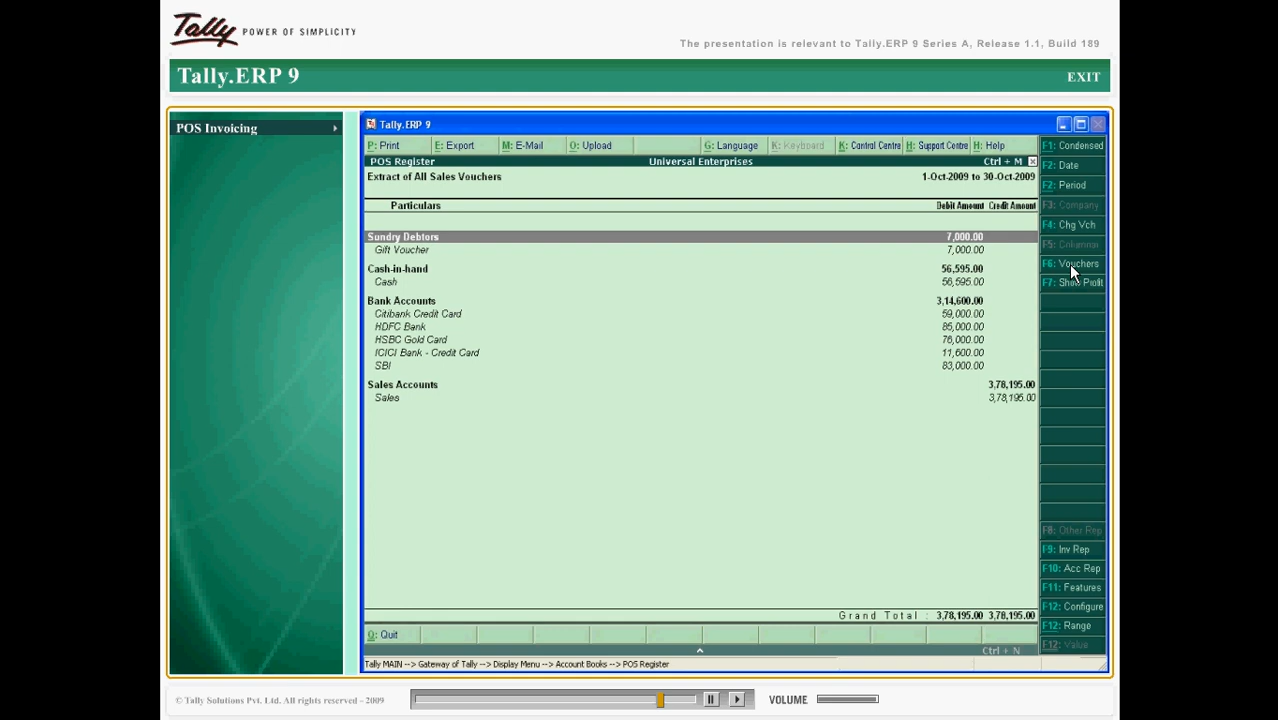 Tally POWER OF SIMPLICITY
The presentation is relevant to Tally.ERP 9 Series A, Release 1.1, Build 189
Tally.ERP 9 EXIT
POS Invoicing
Tally.ERP 9
P: Print E: Export M: E-Mail O: Upload G: Language K: Keyboard K: Control Centre H: Support Centre H: Help F1: Condensed
POS Register Universal Enterprises Ctrl + M
F2: Date
Extract of All Sales Vouchers 1-Oct-2009 to 30-Oct-2009
F2: Period
Particulars Debit Amount Credit Amount F3: Company
F4: Chg Vch
Sundry Debtors 7,000.00
F5: Columnar
Gift Voucher 7,000.00
F6: Vouchers
Cash-in-hand 56,595.00
Cash 56,595.00 F7: Show Profit
Bank Accounts 3,14,600.00
Citibank Credit Card 59,000.00
HDFC Bank 85,000.00
HSBC Gold Card 76,000.00
ICICI Bank - Credit Card 11,600.00
SBI 83,000.00
Sales Accounts 3,78,195.00
Sales 3,78,195.00
F8: Other Rep
F9: Inv Rep
F10: Acc Rep
F11: Features
F12: Configure
Grand Total : 3,78,195.00 3,78,195.00
F12: Range
Q: Quit
F12: Value
Ctrl + N
Tally MAIN --> Gateway of Tally --> Display Menu --> Account Books --> POS Register
© Tally Solutions Pvt. Ltd. All rights reserved - 2009 VOLUME